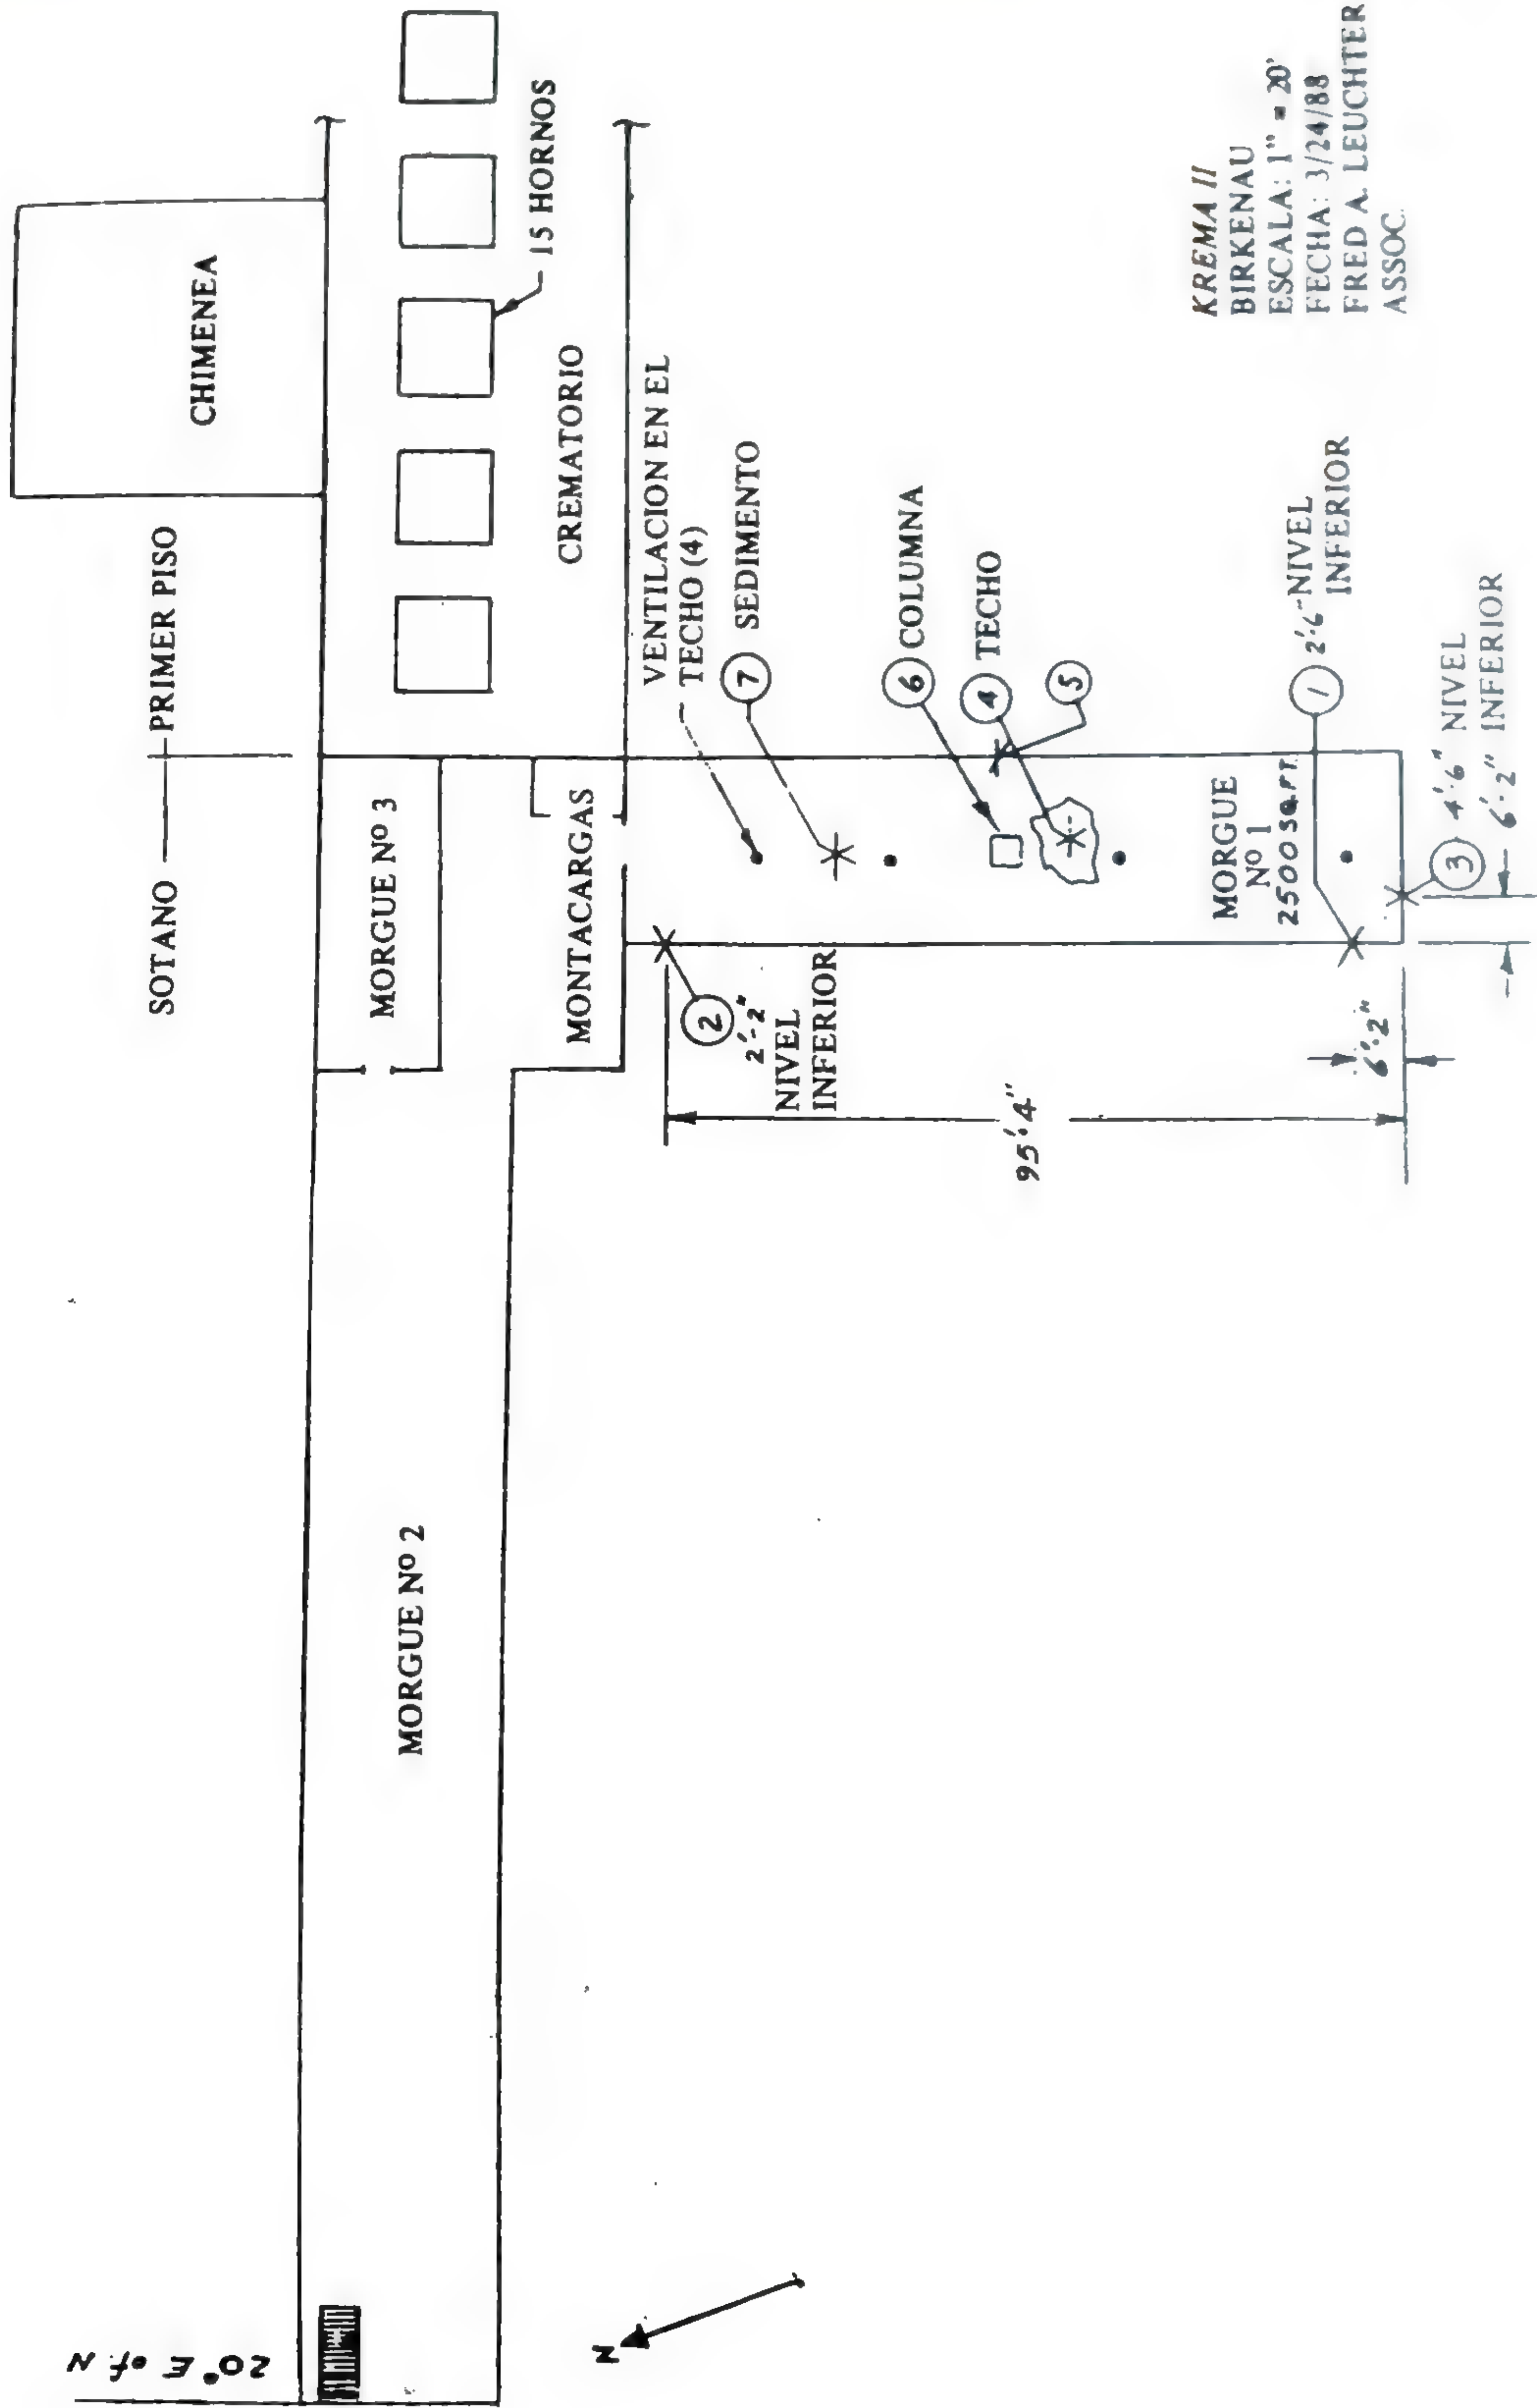 20° E of N
N
SOTANO
PRIMER PISO
CHIMENEA
MORGUE Nº 2
MORGUE Nº 3
15 HORNOS
CREMATORIO
MONTACARGAS
VENTILACION EN EL
TECHO (4)
7 SEDIMENTO
6 COLUMNA
4 TECHO
5
2
2'-2"
NIVEL
INFERIOR
95'.4"
MORGUE
Nº 1
2500 SQ.FT.
1 2'-6" NIVEL
INFERIOR
3 4'-6" NIVEL
INFERIOR
6'-2"
6'-2"
KREMA II
BIRKENAU
ESCALA: 1" = 20'
FECHA: 3/24/88
FRED A. LEUCHTER
ASSOC.